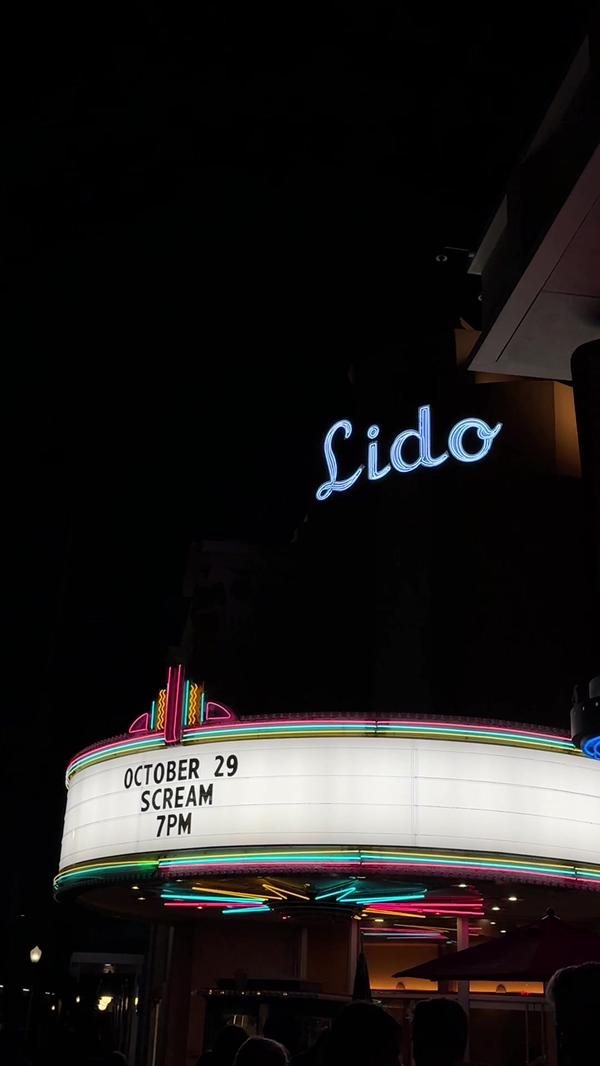 Lido
OCTOBER 29
SCREAM
7PM